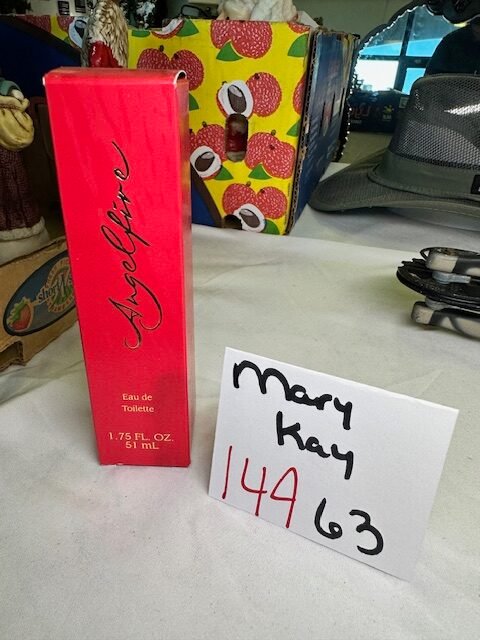 Angelfire
Eau de
Toilette
1.75 FL. OZ.
51 mL
Mary
Kay
144 63